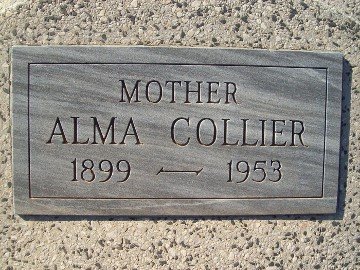 MOTHER
ALMA COLLIER
1899 — 1953